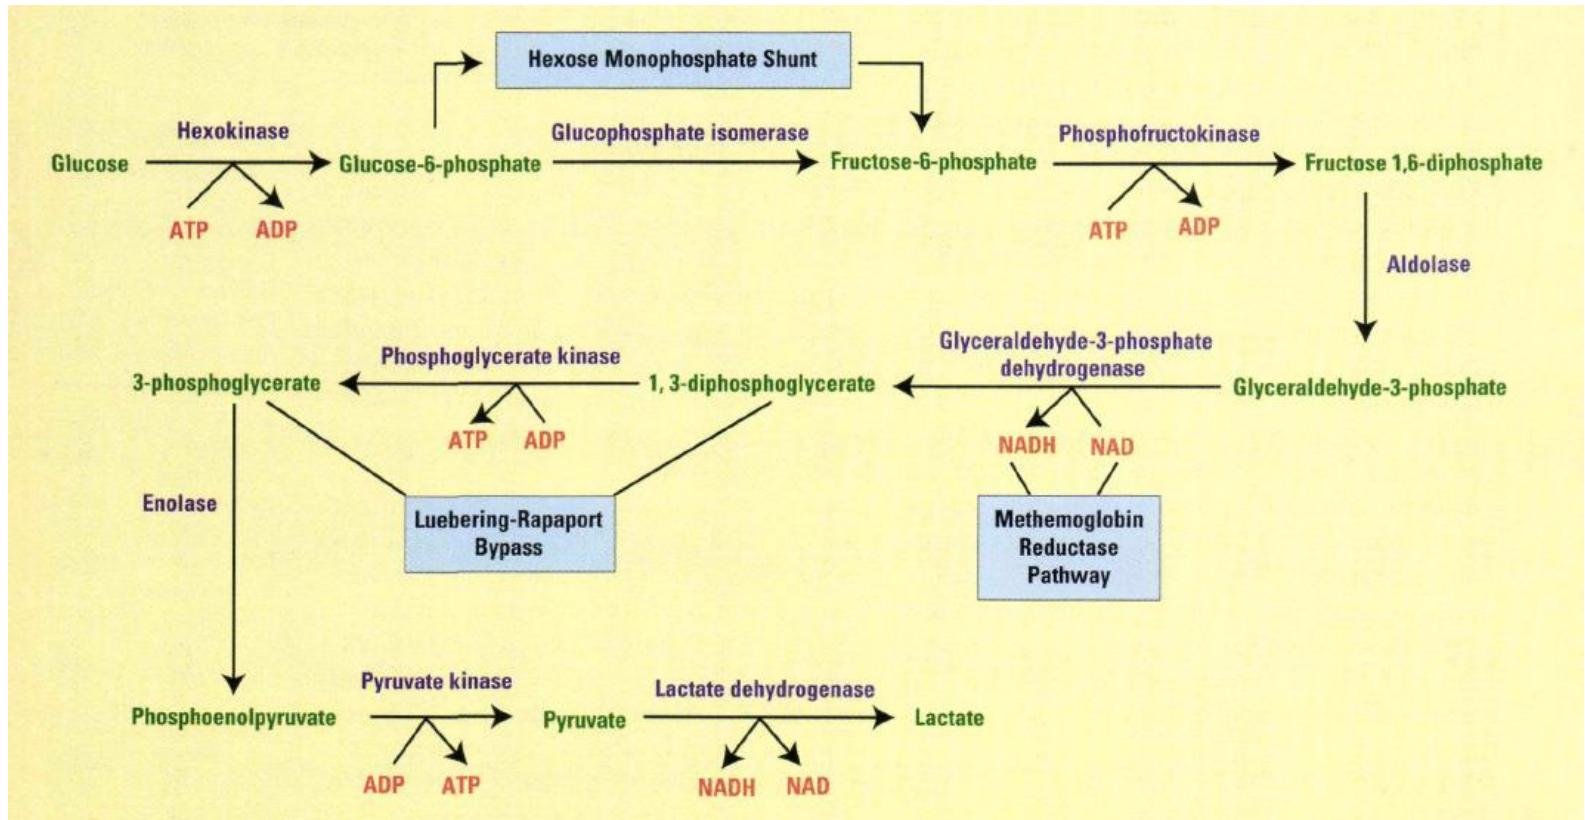 Hexose Monophosphate Shunt
Hexokinase
Glucophosphate isomerase
Phosphofructokinase
Glucose
Glucose-6-phosphate
Fructose-6-phosphate
Fructose 1,6-diphosphate
ATP
ADP
ATP
ADP
Aldolase
Glyceraldehyde-3-phosphate
dehydrogenase
Phosphoglycerate kinase
3-phosphoglycerate
1, 3-diphosphoglycerate
Glyceraldehyde-3-phosphate
ATP
ADP
NADH
NAD
Enolase
Luebering-Rapaport
Bypass
Methemoglobin
Reductase
Pathway
Pyruvate kinase
Lactate dehydrogenase
Phosphoenolpyruvate
Pyruvate
Lactate
ADP
ATP
NADH
NAD